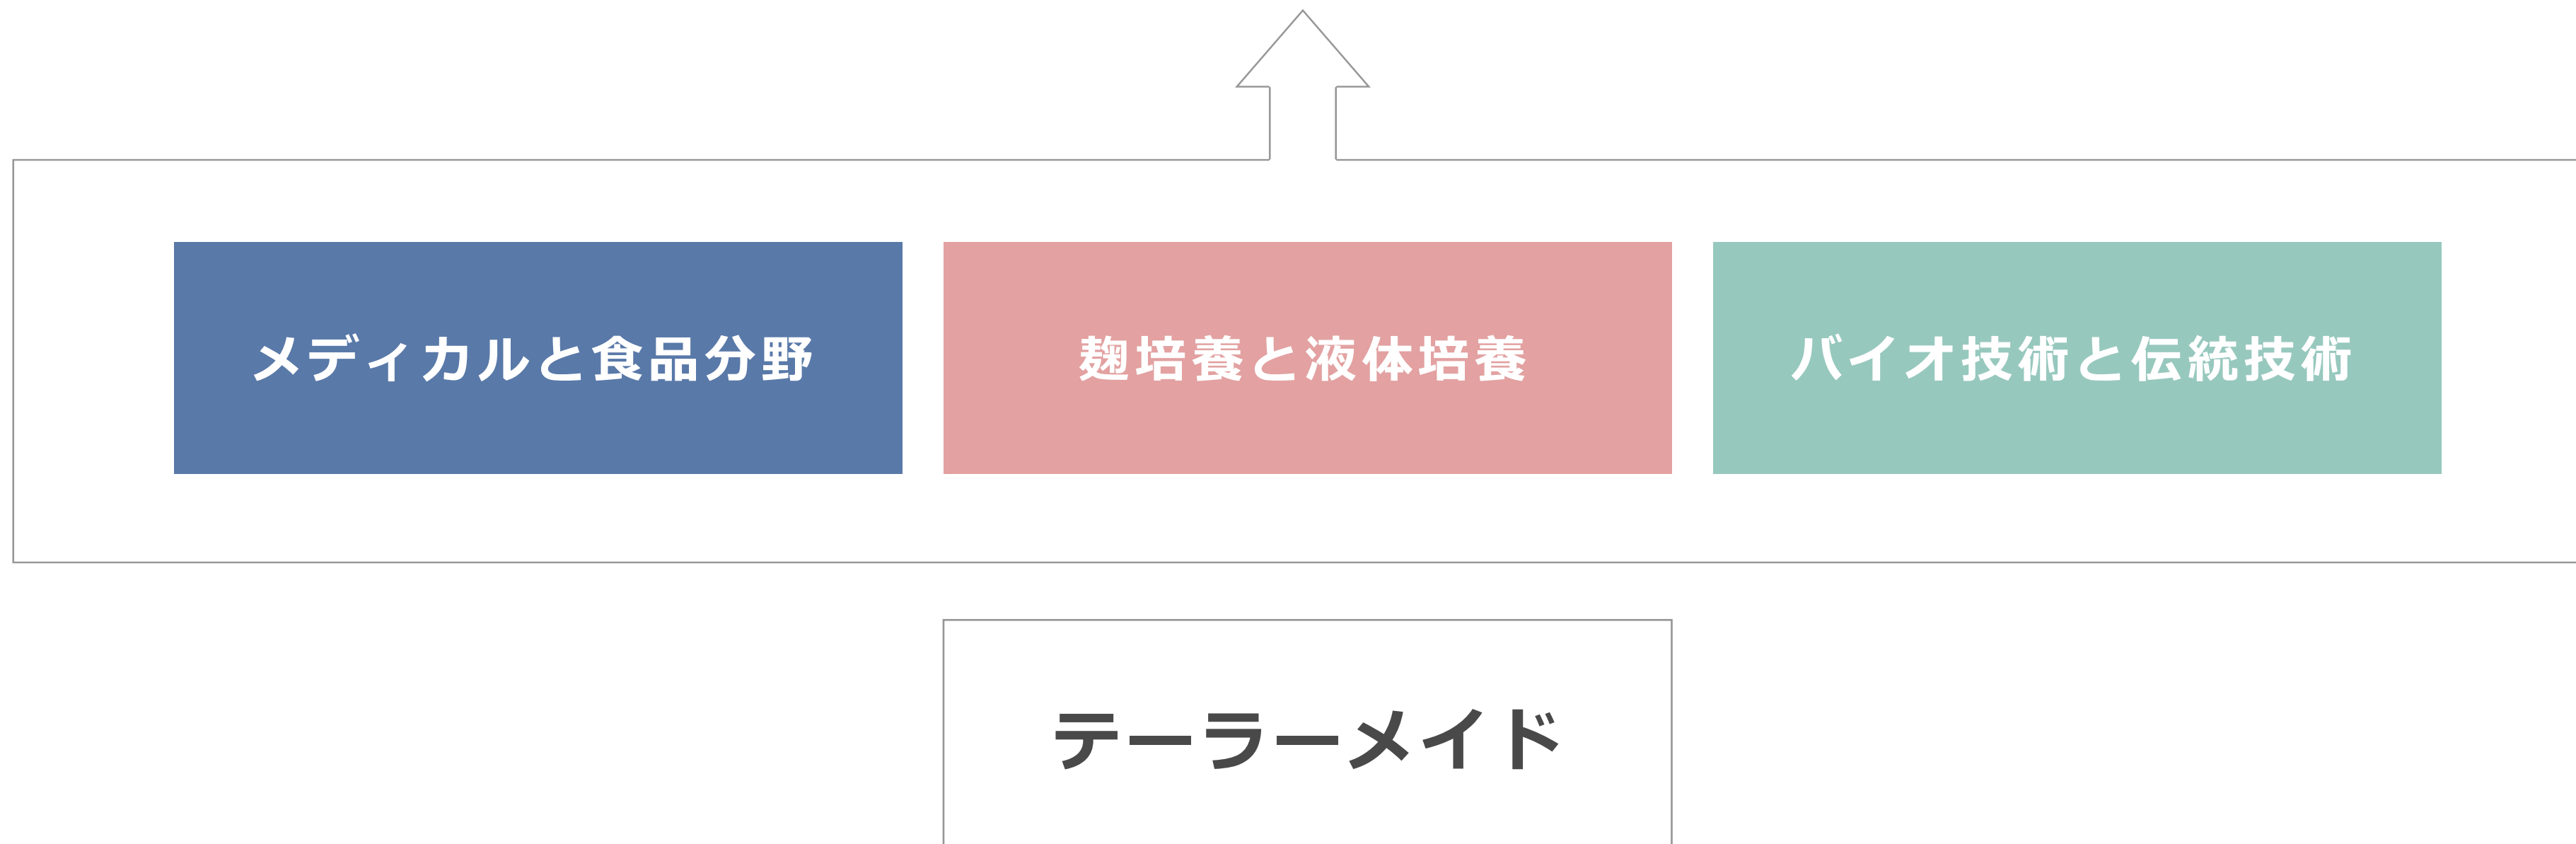 メディカルと食品分野
麹培養と液体培養
バイオ技術と伝統技術
テーラーメイド